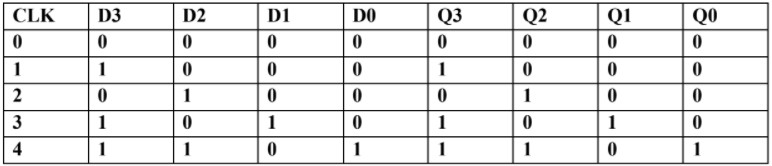 CLK D3 D2 D1 D0 Q3 Q2 Q1 Q0
0 0 0 0 0 0 0 0 0
1 1 0 0 0 1 0 0 0
2 0 1 0 0 0 1 0 0
3 1 0 1 0 1 0 1 0
4 1 1 0 1 1 1 0 1